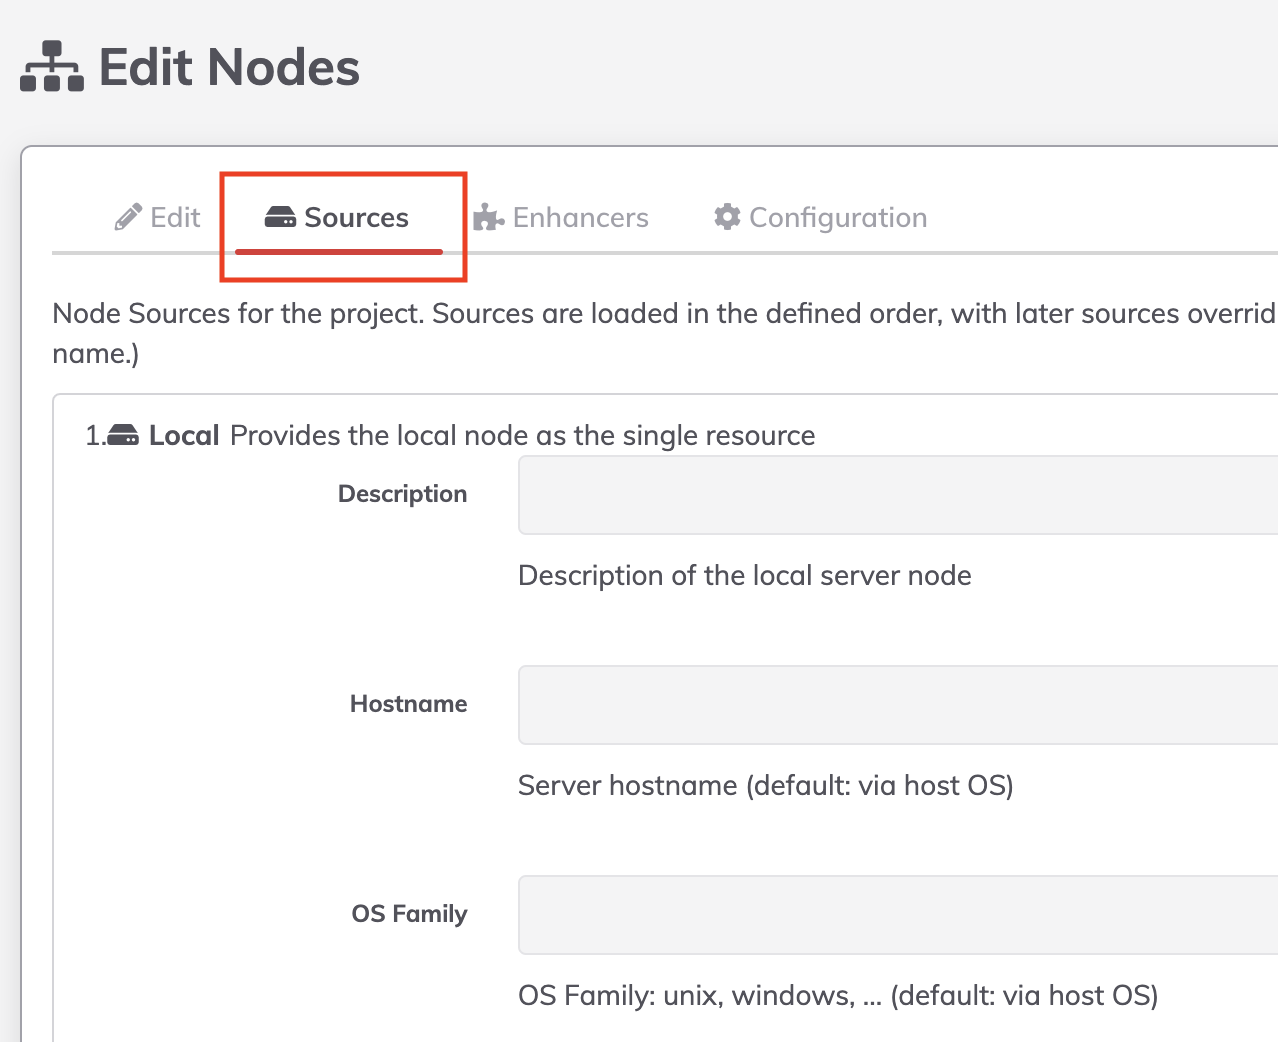 Edit Nodes
Edit Sources Enhancers Configuration
Node Sources for the project. Sources are loaded in the defined order, with later sources
name.)
1. Local Provides the local node as the single resource
Description
Description of the local server node
Hostname
Server hostname (default: via host OS)
OS Family
OS Family: unix, windows, ... (default: via host OS)